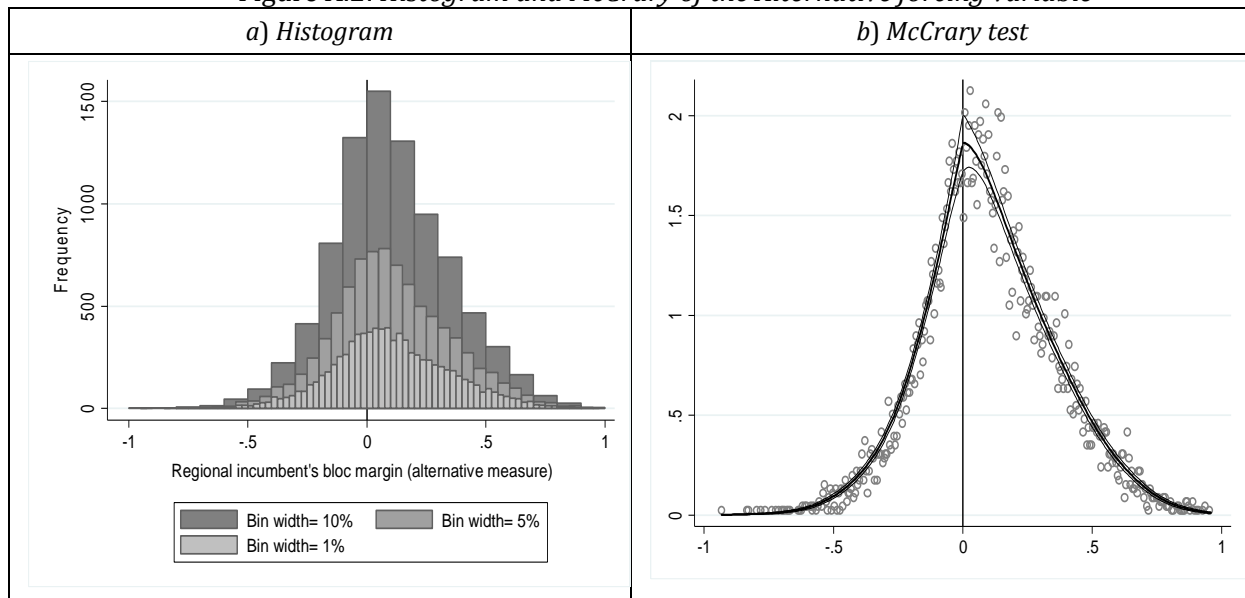 a) Histogram
b) McCrary test
1500
1000
500
0
Frequency
-1
-.5
0
.5
1
Regional incumbent's bloc margin (alternative measure)
Bin width= 10%
Bin width= 5%
Bin width= 1%
2
1.5
1
.5
0
-1
-.5
0
.5
1